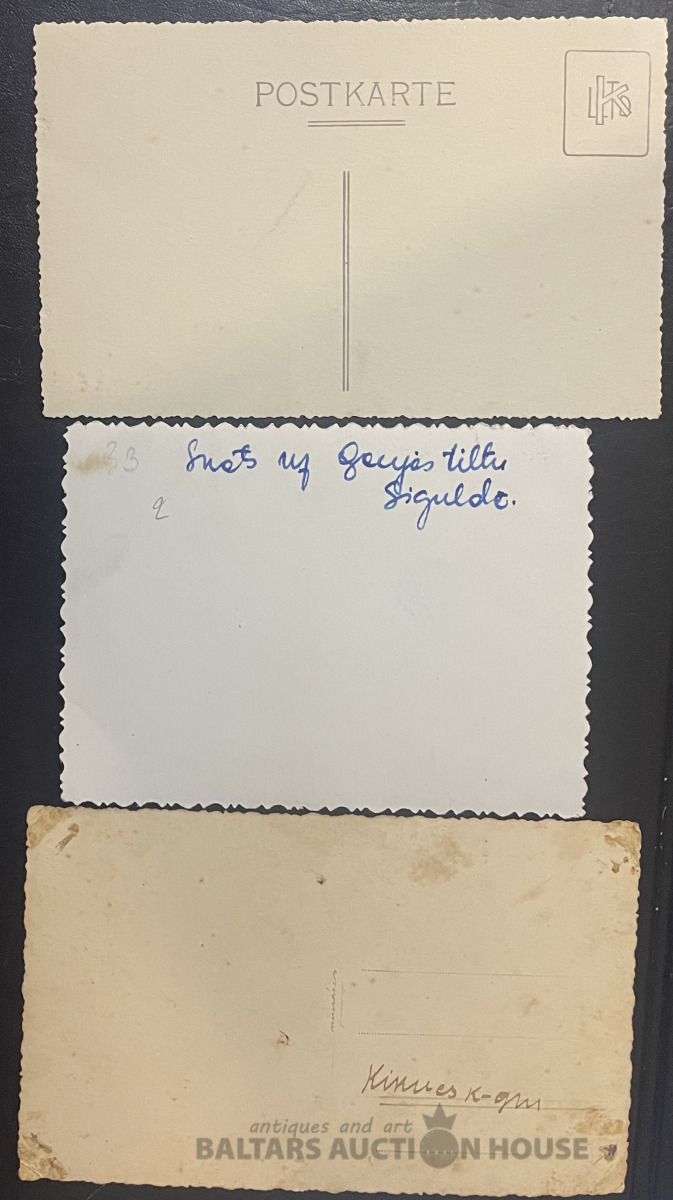 POSTKARTE
33
Skats uz Gaujas tiltu
Siguldā.
2
antiques and art
BALTARS AUCTION HOUSE